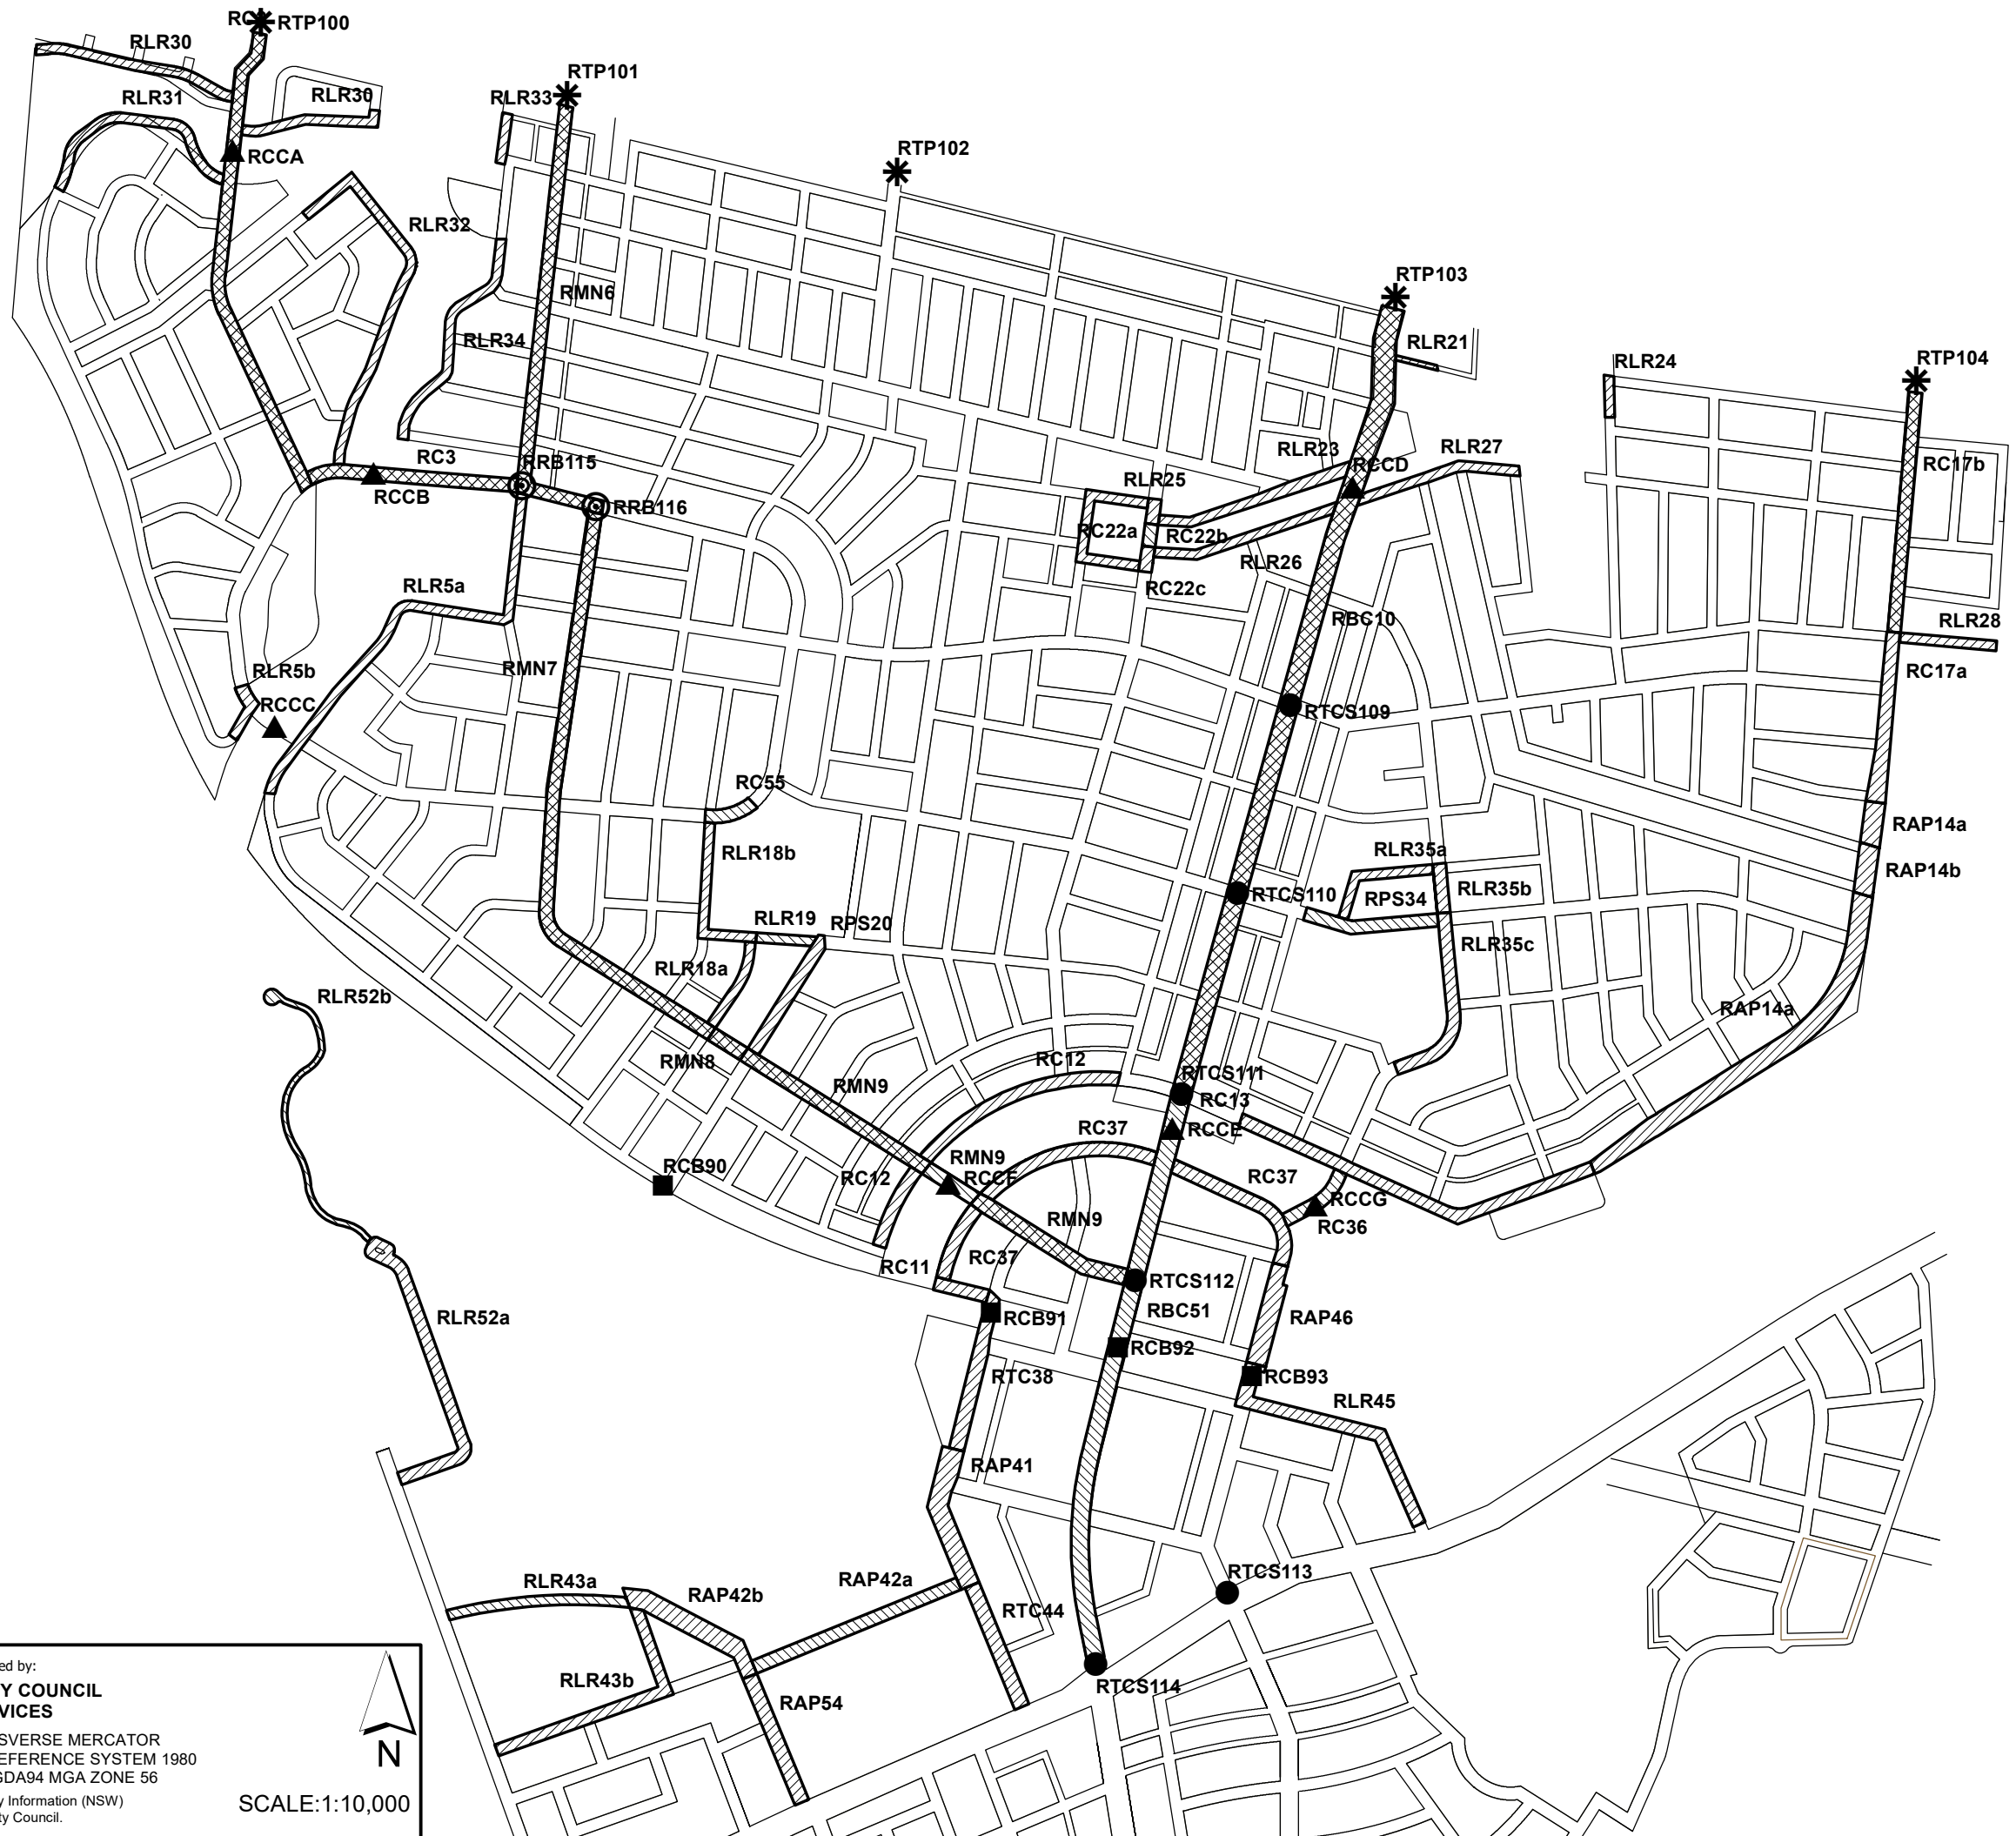 RTP100
RLR30
RTP101
RLR31
RLR30
RLR33
RTP102
RCCA
RLR32
RTP103
RMN6
RLR34
RLR21
RLR24
RTP104
RC3
RRB115
RLR23
RCCD
RLR27
RC17b
RCCB
RRB116
RLR25
RC22a
RC22b
RLR26
RC22c
RLR5a
RBC10
RLR28
RLR5b
RMN7
RC17a
RCCC
RTCS109
RC55
RAP14a
RLR18b
RLR35a
RAP14b
RTCS110
RPS34
RLR35b
RLR19
RPS20
RLR35c
RLR18a
RLR52b
RAP14a
RMN8
RMN9
RC12
RTCS111
RC13
RC37
RCCE
RCB90
RC12
RMN9
RCCF
RC37
RCCG
RC36
RMN9
RC11
RC37
RTCS112
RBC51
RLR52a
RCB91
RAP46
RCB92
RTC38
RCB93
RLR45
RAP41
RLR43a
RAP42b
RAP42a
RTCS113
RTC44
RLR43b
RAP54
RTCS114
ed by:
Y COUNCIL
VICES
SVERSE MERCATOR
EFERENCE SYSTEM 1980
GDA94 MGA ZONE 56
y Information (NSW)
ty Council.
N
SCALE:1:10,000